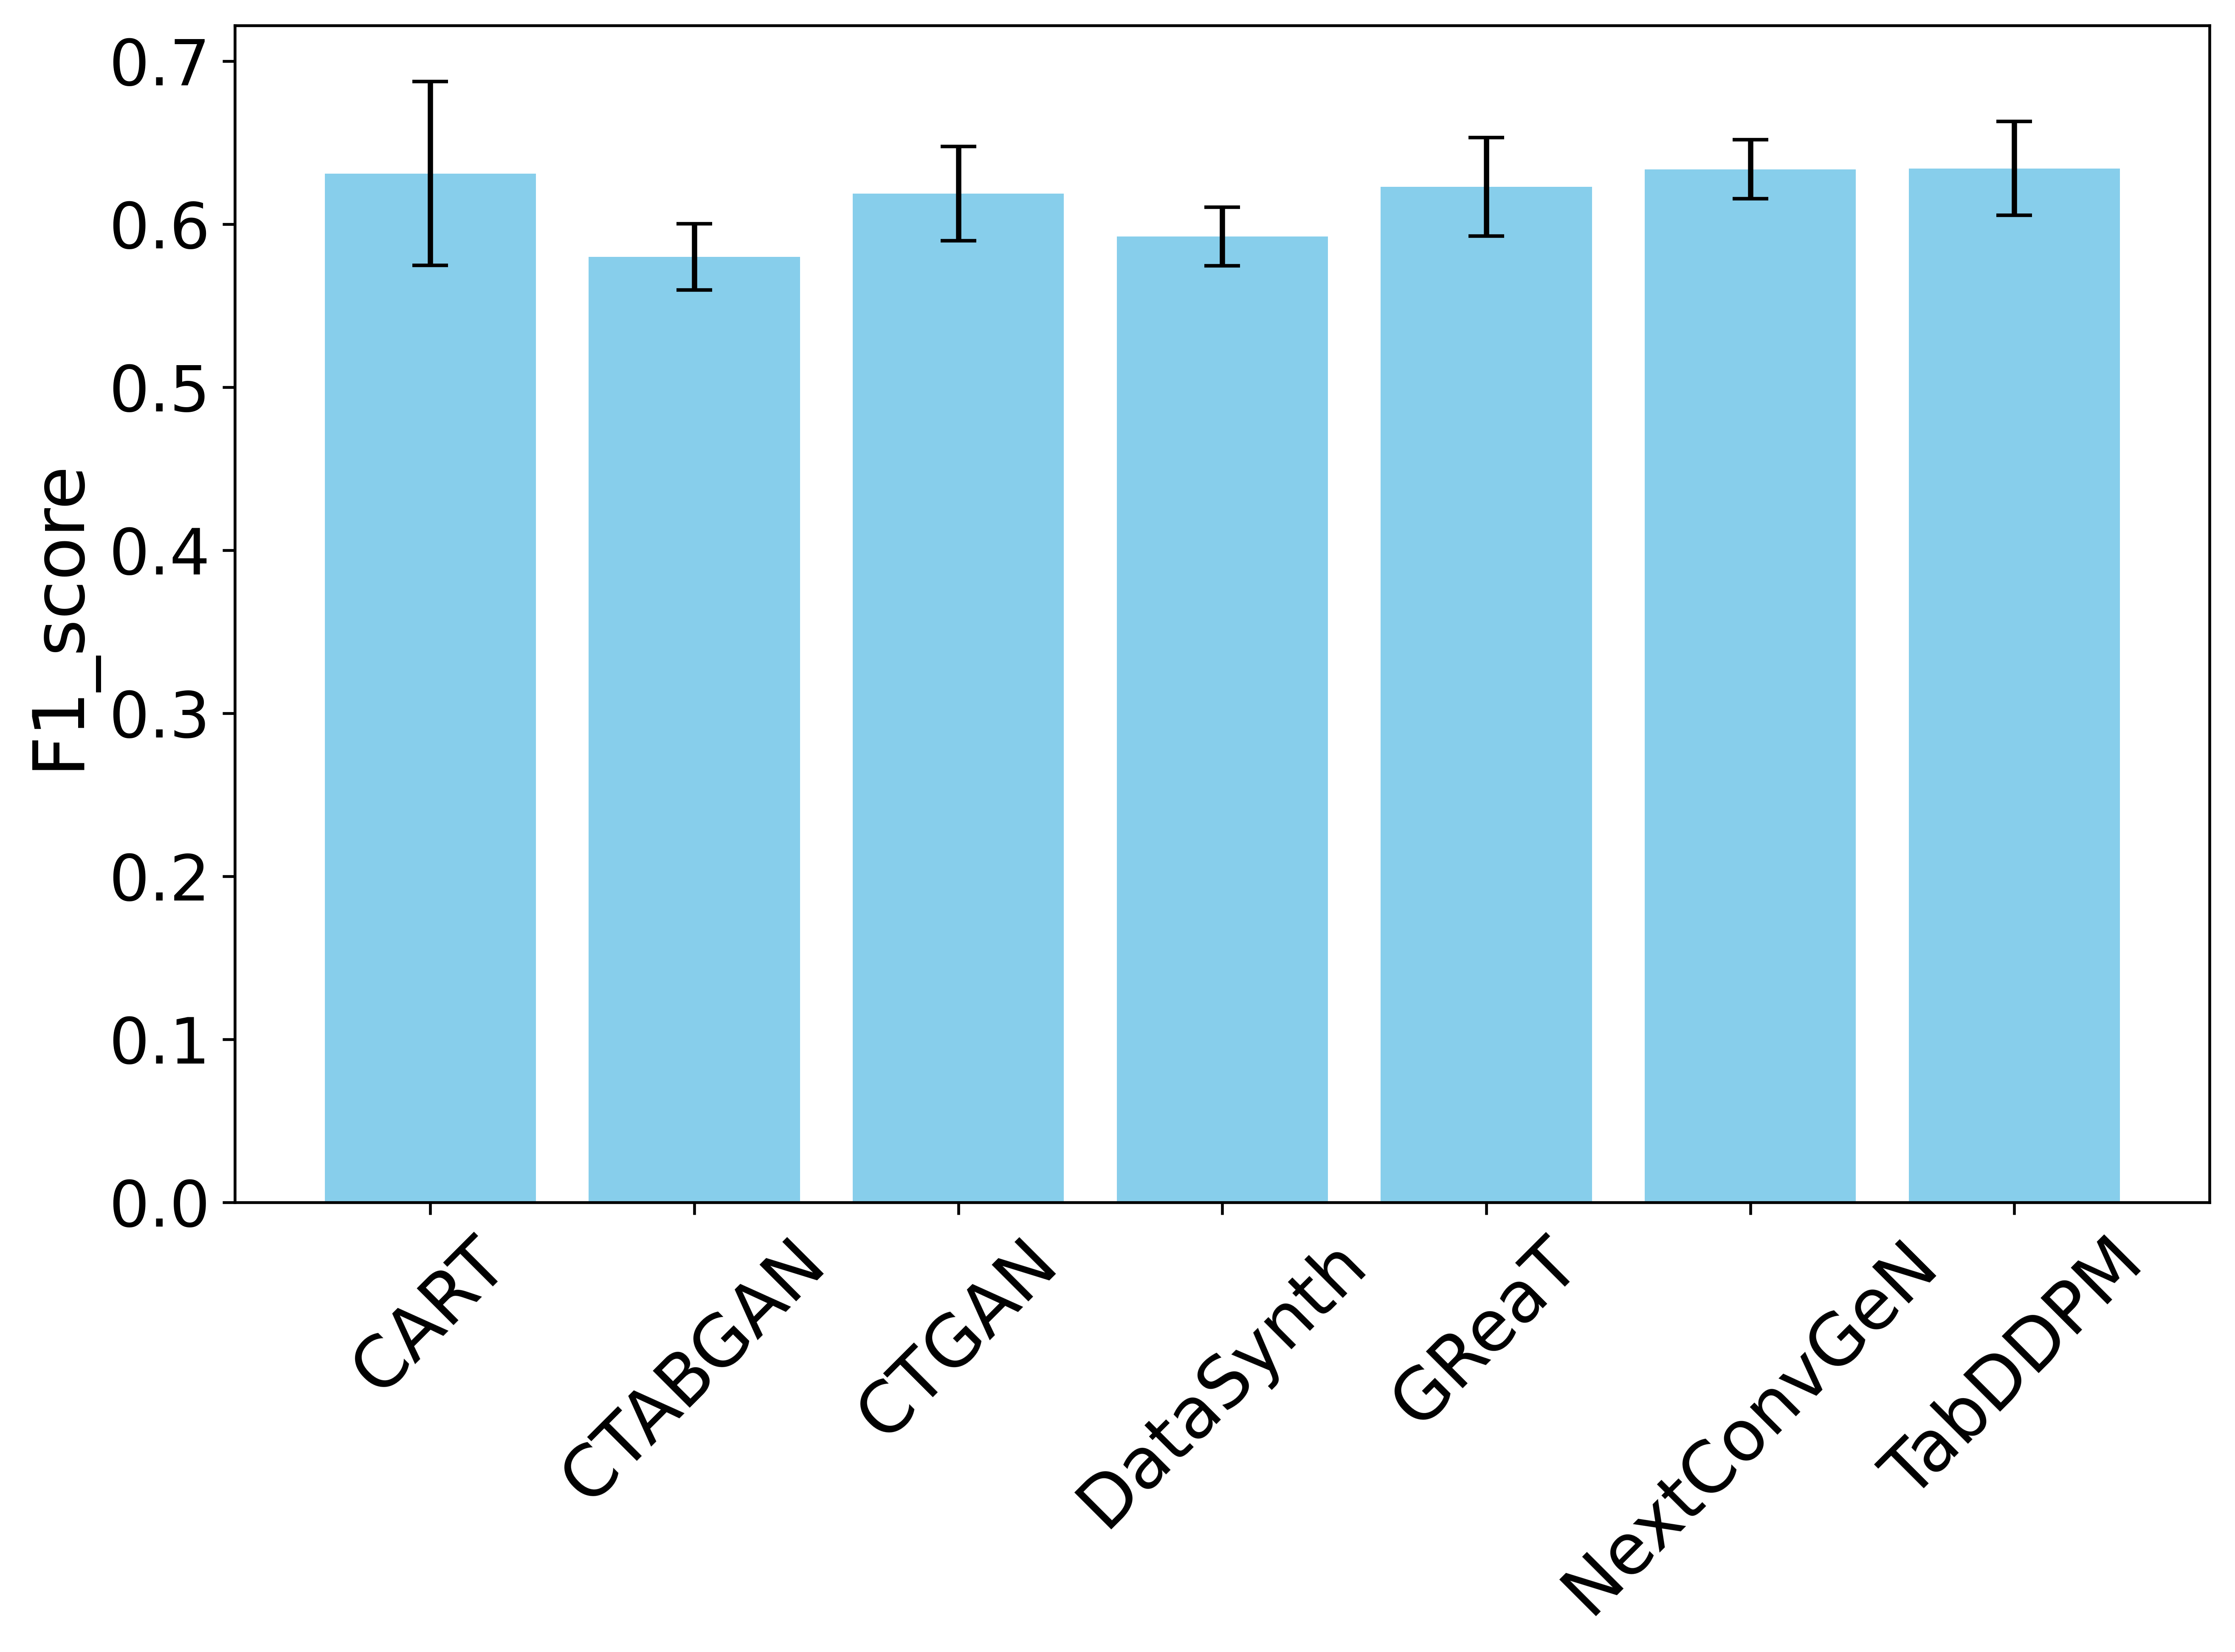 F1_score
0.7
0.6
0.5
0.4
0.3
0.2
0.1
0.0
CART
CTABGAN
CTGAN
DataSynth
GReaT
NextConvGeN
TabDDPM